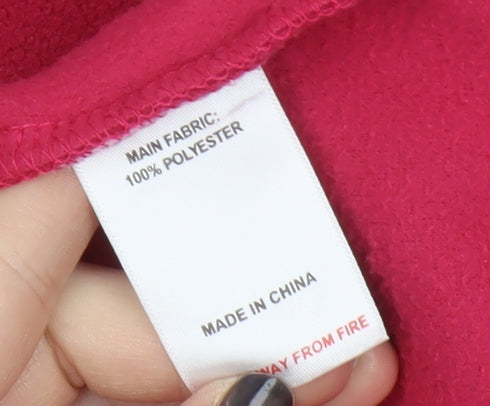 MAIN FABRIC:
100% POLYESTER
MADE IN CHINA
FROM FIRE